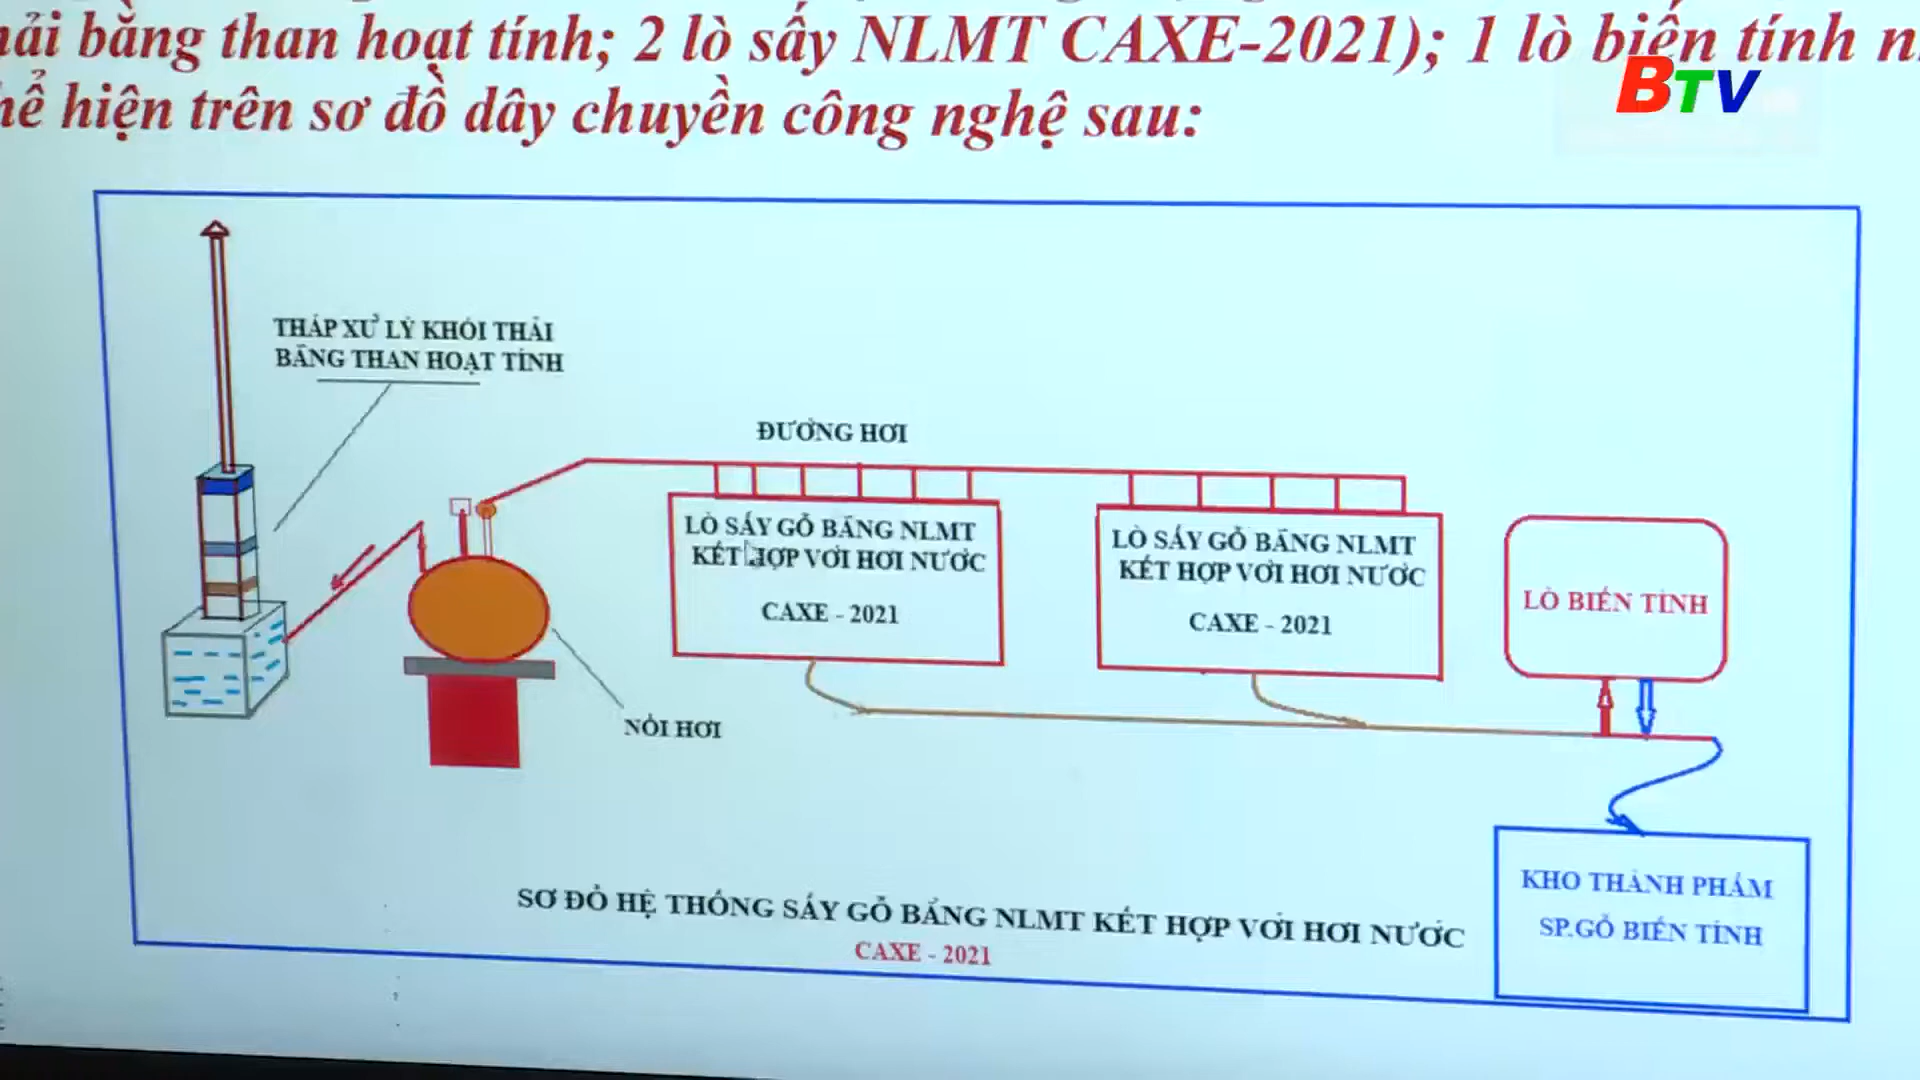 bằng than hoạt tính; 2 lò sấy NLMT CAXE-2021); 1 lò biến tính
hiện trên sơ đồ dây chuyền công nghệ sau:
BTV
THÁP XỬ LÝ KHÓI THẢI
BẰNG THAN HOẠT TÍNH
ĐƯỜNG HƠI
LÒ SẤY GỖ BẰNG NLMT
KẾT HỢP VỚI HƠI NƯỚC
CAXE - 2021
LÒ SẤY GỖ BẰNG NLMT
KẾT HỢP VỚI HƠI NƯỚC
CAXE - 2021
LÒ BIẾN TÍNH
NỒI HƠI
KHO THÀNH PHẨM
SP.GỖ BIẾN TÍNH
SƠ ĐỒ HỆ THỐNG SẤY GỖ BẰNG NLMT KẾT HỢP VỚI HƠI NƯỚC
CAXE - 2021